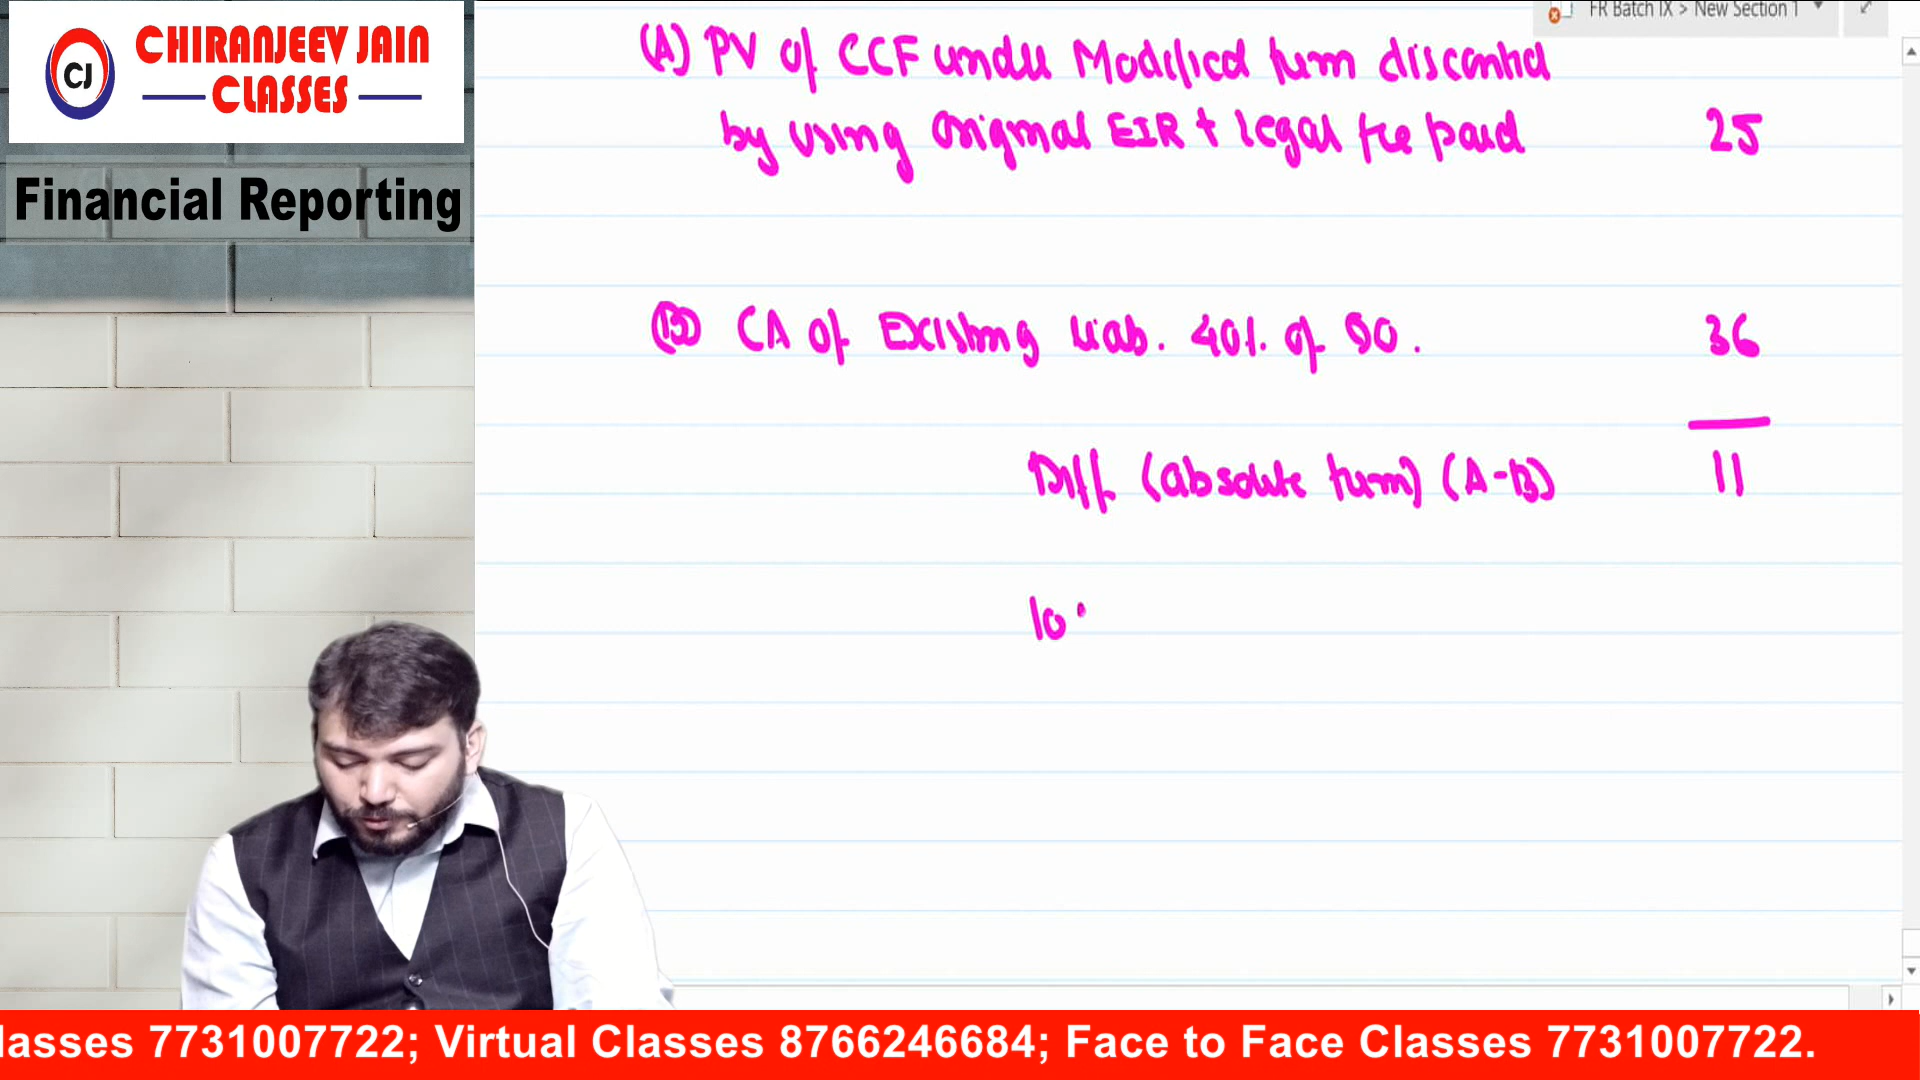 CHIRANJEEV JAIN
CLASSES
CJ
Financial Reporting
FR Batch IX > New Section 1
(A) PV of CCF under Modified term discounted
by using original EIR + legal fee paid 25
(B) CA of Existing Liab. 40%. of 90. 36
Diff. (absolute term) (A-B) 11
10
lasses 7731007722; Virtual Classes 8766246684; Face to Face Classes 7731007722.